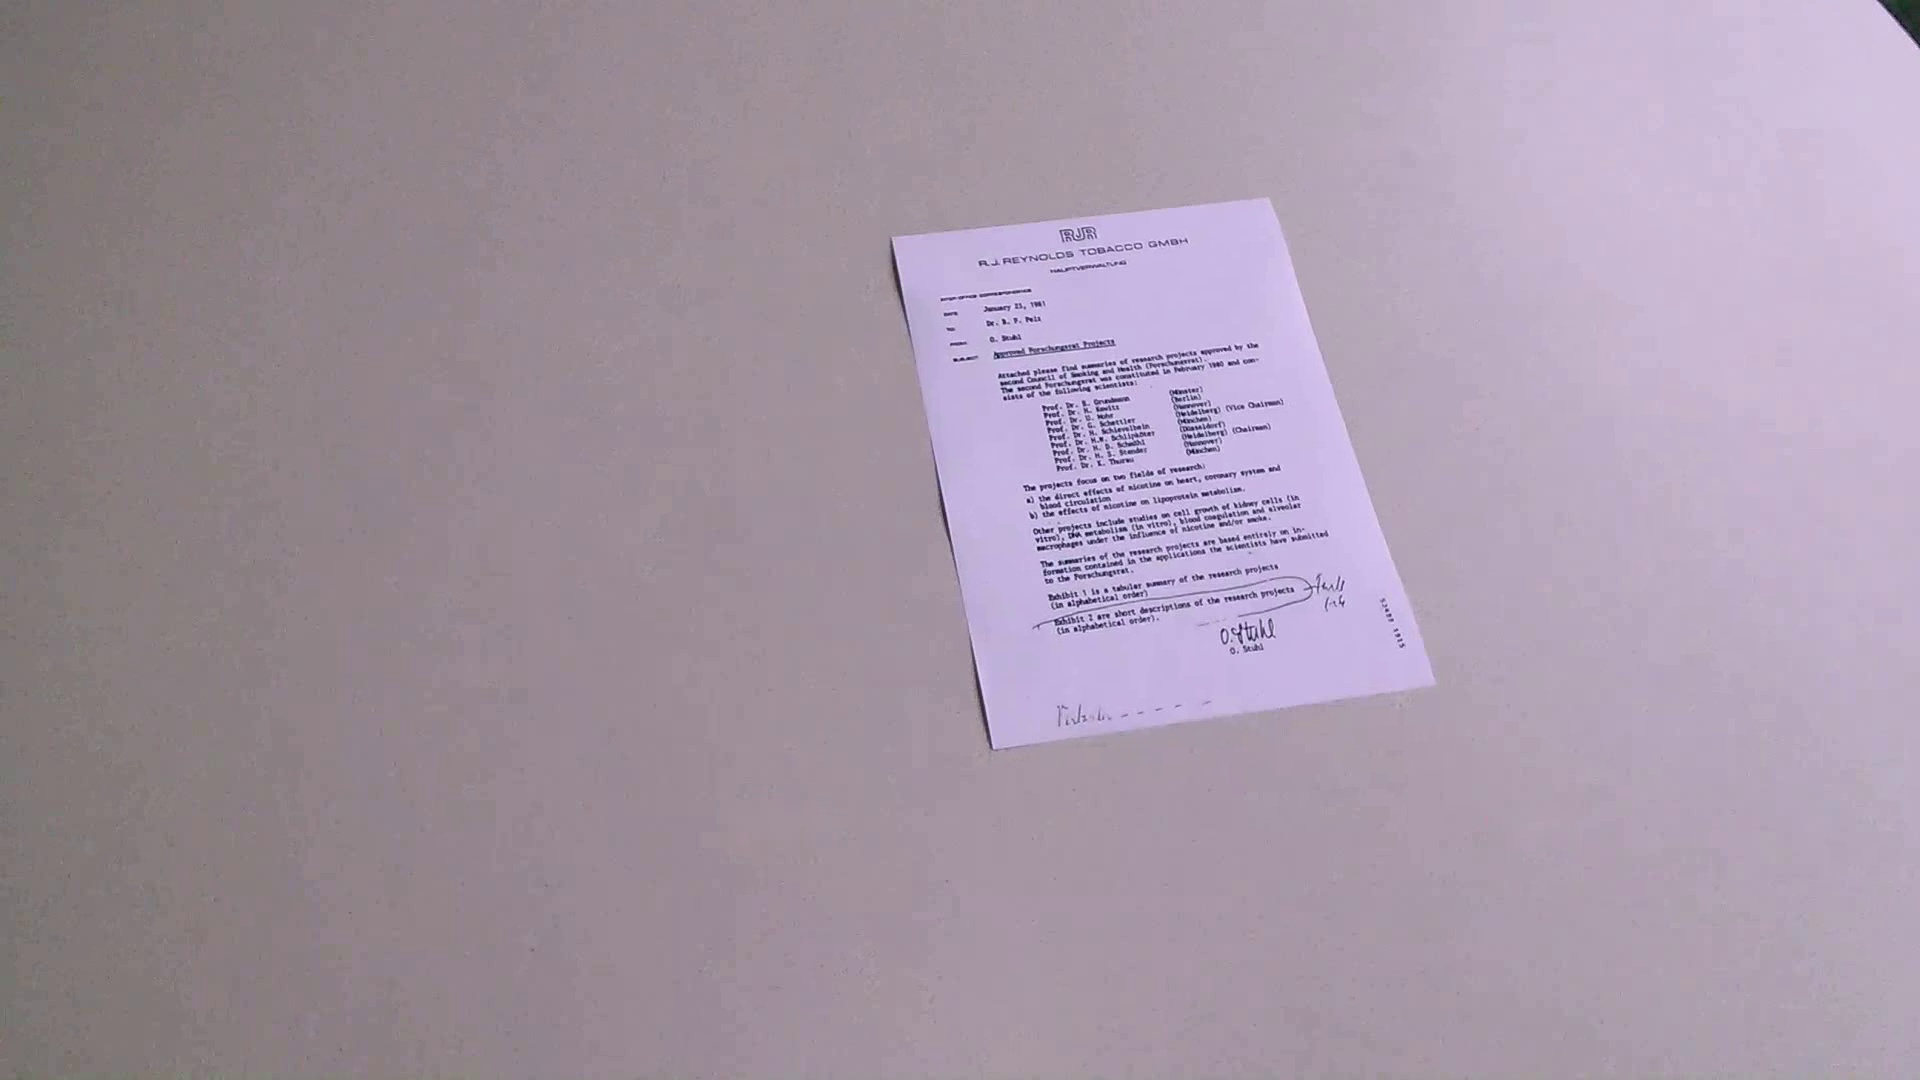 RJR
R.J. REYNOLDS TOBACCO GMBH
HAUPTVERWALTUNG
INTER-OFFICE CORRESPONDENCE
DATE January 23, 1981
TO: Dr. B. P. Pelz
FROM: O. Stuhl
SUBJECT Approved Forschungsrat Projects
Attached please find summaries of research projects approved by the
second Council of Smoking and Health (Forschungsrat).
The second Forschungsrat was constituted in February 1980 and con-
sists of the following scientists:
Prof. Dr. E. Grundmann (Münster)
Prof. Dr. H. Kewitz (Berlin)
Prof. Dr. U. Mohr (Hannover)
Prof. Dr. G. Schettler (Heidelberg) (Vice Chairman)
Prof. Dr. H. Schievelbein (München)
Prof. Dr. H.W. Schlipköter (Düsseldorf)
Prof. Dr. H. D. Schmähl (Heidelberg) (Chairman)
Prof. Dr. H. S. Stender (Hannover)
Prof. Dr. K. Thurau (München)
The projects focus on two fields of research:
a) the direct effects of nicotine on heart, coronary system and
blood circulation
b) the effects of nicotine on lipoprotein metabolism.
Other projects include studies on cell growth of kidney cells (in
vitro), DNA metabolism (in vitro), blood coagulation and alveolar
macrophages under the influence of nicotine and/or smoke.
The summaries of the research projects are based entirely on in-
formation contained in the applications the scientists have submitted
to the Forschungsrat.
Exhibit 1 is a tabular summary of the research projects
(in alphabetical order)
Exhibit 2 are short descriptions of the research projects
(in alphabetical order).
O. Stuhl
O. Stuhl